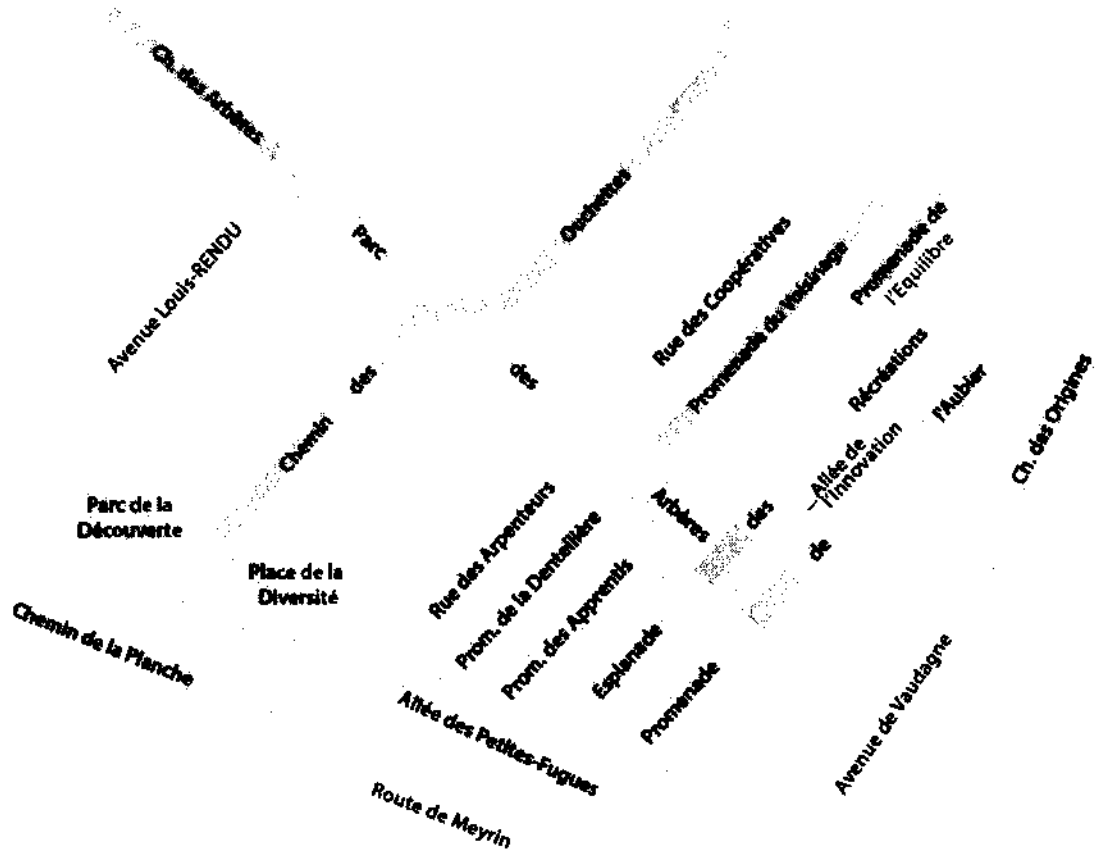 Ch. des Arbères
Avenue Louis-RENDU
Parc
des
Arbères
Chemin
des
Ouchettes
Rue des Coopératives
Promenade du Voisinage
Promenade de
l'Equilibre
Esplanade
des
Récréations
Allée de
l'Innovation
Promenade
de
l'Aubier
Ch. des Origines
Parc de la
Découverte
Place de la
Diversité
Rue des Arpenteurs
Prom. de la Dentellière
Prom. des Apprentis
Chemin de la Planche
Allée des Petites-Fugues
Route de Meyrin
Avenue de Vaudagne